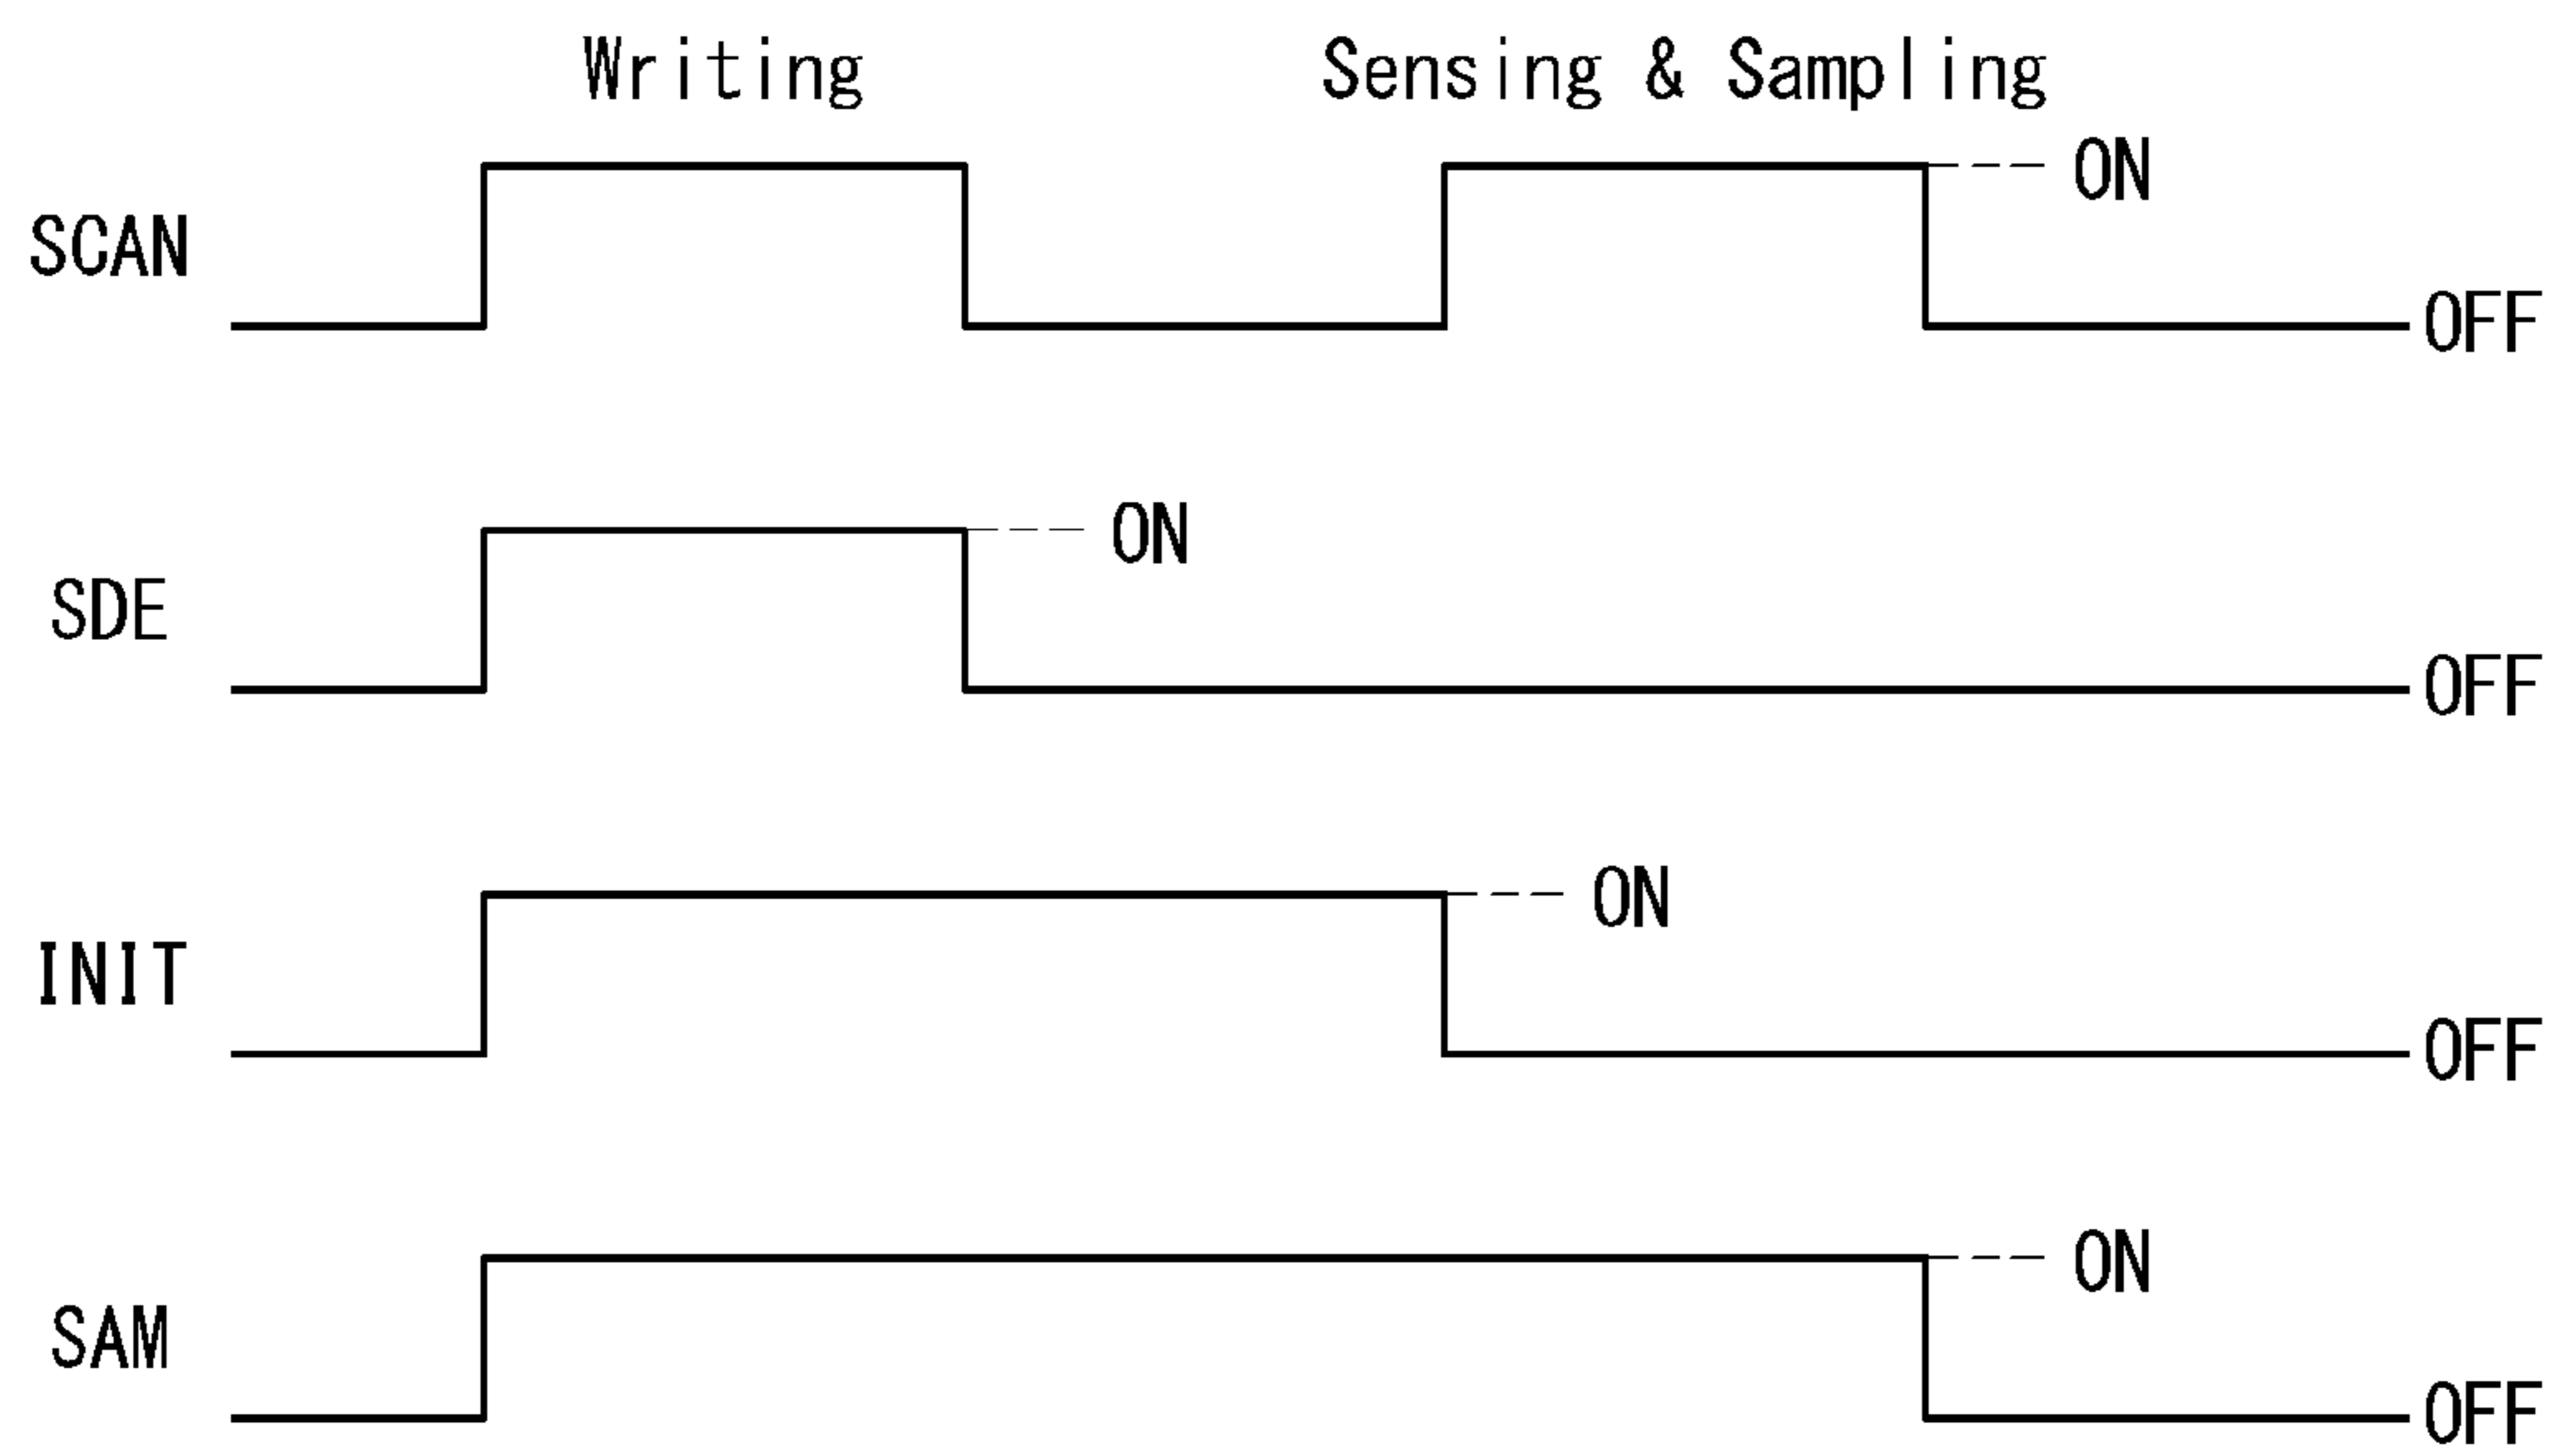 Writing Sensing & Sampling
ON
SCAN
OFF
ON
SDE
OFF
ON
INIT
OFF
ON
SAM
OFF